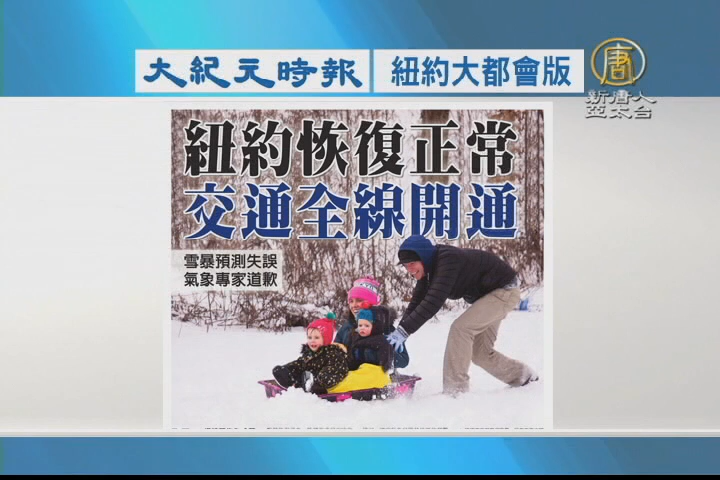 大紀元時報 紐約大都會版
唐
新唐人
亞太台
紐約恢復正常
交通全線開通
雪暴預測失誤
氣象專家道歉